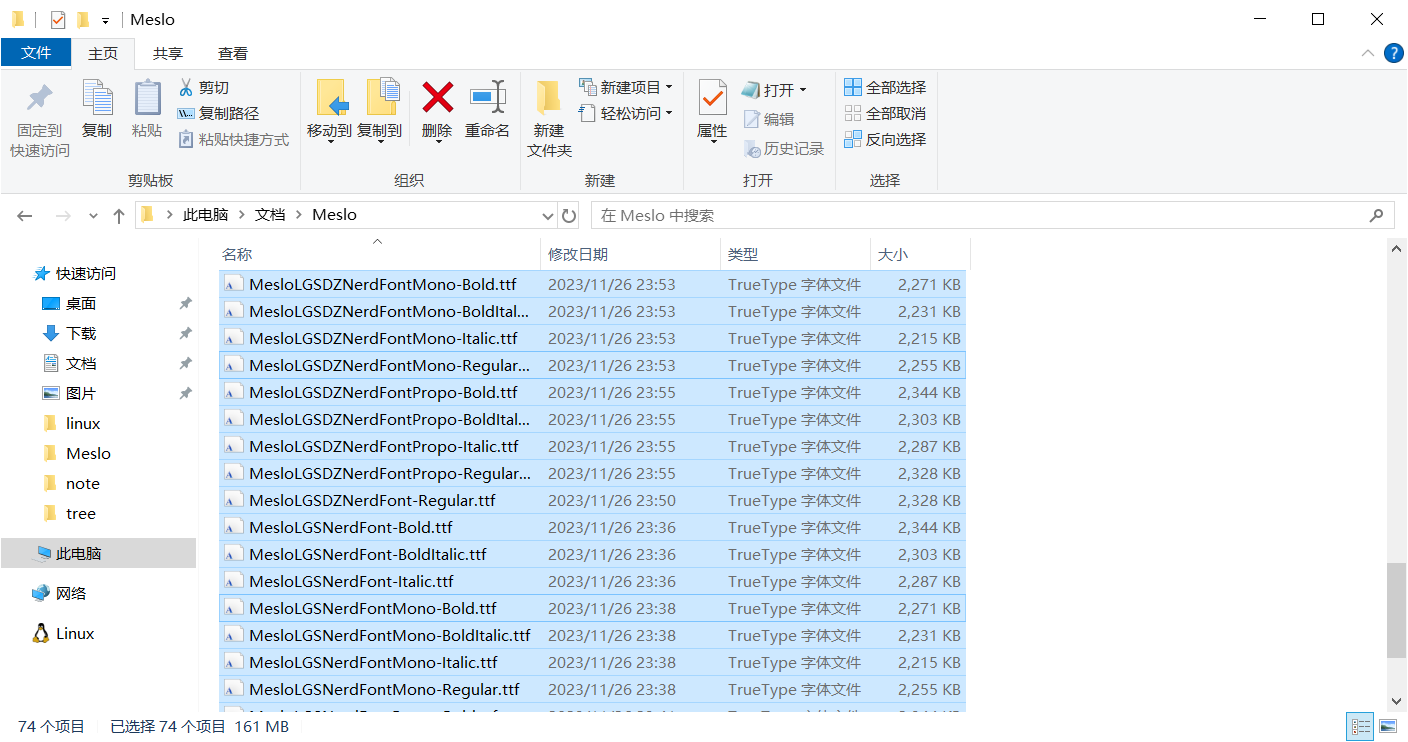 Meslo
文件 主页 共享 查看
固定到 快速访问
复制
粘贴
剪切
复制路径
粘贴快捷方式
剪贴板
移动到
复制到
删除
重命名
组织
新建 文件夹
新建项目
轻松访问
新建
属性
打开
编辑
历史记录
打开
全部选择
全部取消
反向选择
选择
此电脑 文档 Meslo
在 Meslo 中搜索
快速访问
桌面
下载
文档
图片
linux
Meslo
note
tree
此电脑
网络
Linux
名称 修改日期 类型 大小
MesloLGSDZNerdFontMono-Bold.ttf 2023/11/26 23:53 TrueType 字体文件 2,271 KB
MesloLGSDZNerdFontMono-BoldItal... 2023/11/26 23:53 TrueType 字体文件 2,231 KB
MesloLGSDZNerdFontMono-Italic.ttf 2023/11/26 23:53 TrueType 字体文件 2,215 KB
MesloLGSDZNerdFontMono-Regular... 2023/11/26 23:53 TrueType 字体文件 2,255 KB
MesloLGSDZNerdFontPropo-Bold.ttf 2023/11/26 23:55 TrueType 字体文件 2,344 KB
MesloLGSDZNerdFontPropo-BoldItal... 2023/11/26 23:55 TrueType 字体文件 2,303 KB
MesloLGSDZNerdFontPropo-Italic.ttf 2023/11/26 23:55 TrueType 字体文件 2,287 KB
MesloLGSDZNerdFontPropo-Regular... 2023/11/26 23:55 TrueType 字体文件 2,328 KB
MesloLGSDZNerdFont-Regular.ttf 2023/11/26 23:50 TrueType 字体文件 2,328 KB
MesloLGSNerdFont-Bold.ttf 2023/11/26 23:36 TrueType 字体文件 2,344 KB
MesloLGSNerdFont-BoldItalic.ttf 2023/11/26 23:36 TrueType 字体文件 2,303 KB
MesloLGSNerdFont-Italic.ttf 2023/11/26 23:36 TrueType 字体文件 2,287 KB
MesloLGSNerdFontMono-Bold.ttf 2023/11/26 23:38 TrueType 字体文件 2,271 KB
MesloLGSNerdFontMono-BoldItalic.ttf 2023/11/26 23:38 TrueType 字体文件 2,231 KB
MesloLGSNerdFontMono-Italic.ttf 2023/11/26 23:38 TrueType 字体文件 2,215 KB
MesloLGSNerdFontMono-Regular.ttf 2023/11/26 23:38 TrueType 字体文件 2,255 KB
74 个项目 已选择 74 个项目 161 MB